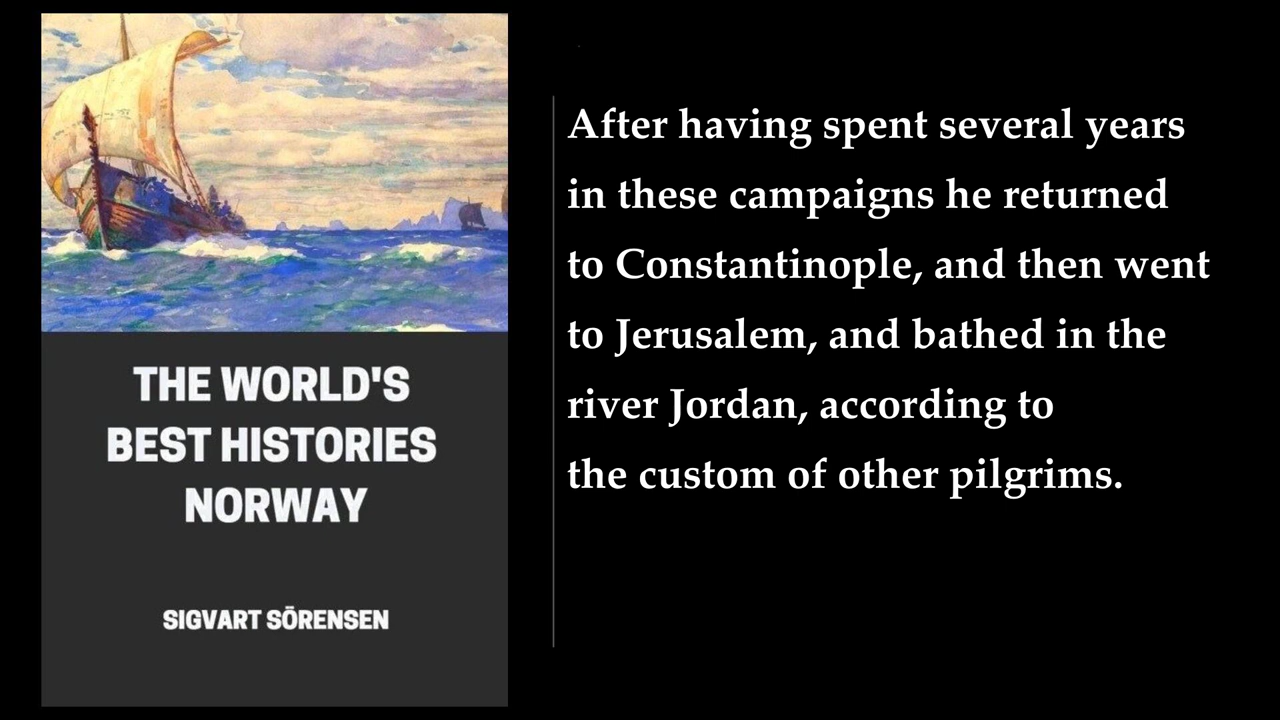 THE WORLD'S
BEST HISTORIES
NORWAY
SIGVART SÖRENSEN
After having spent several years
in these campaigns he returned
to Constantinople, and then went
to Jerusalem, and bathed in the
river Jordan, according to
the custom of other pilgrims.